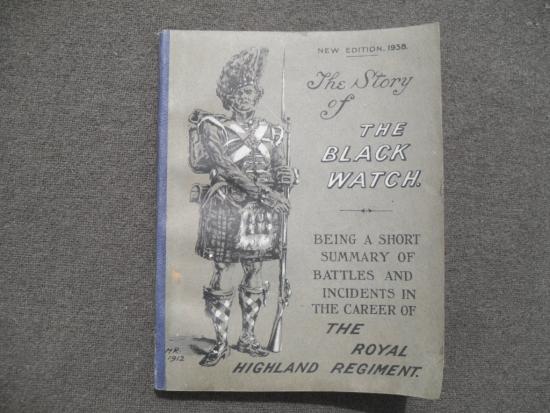 NEW EDITION, 1938.
The Story
of
THE
BLACK
WATCH.
BEING A SHORT
SUMMARY OF
BATTLES AND
INCIDENTS IN
THE CAREER OF
THE
ROYAL
HIGHLAND REGIMENT.
HR.
1912